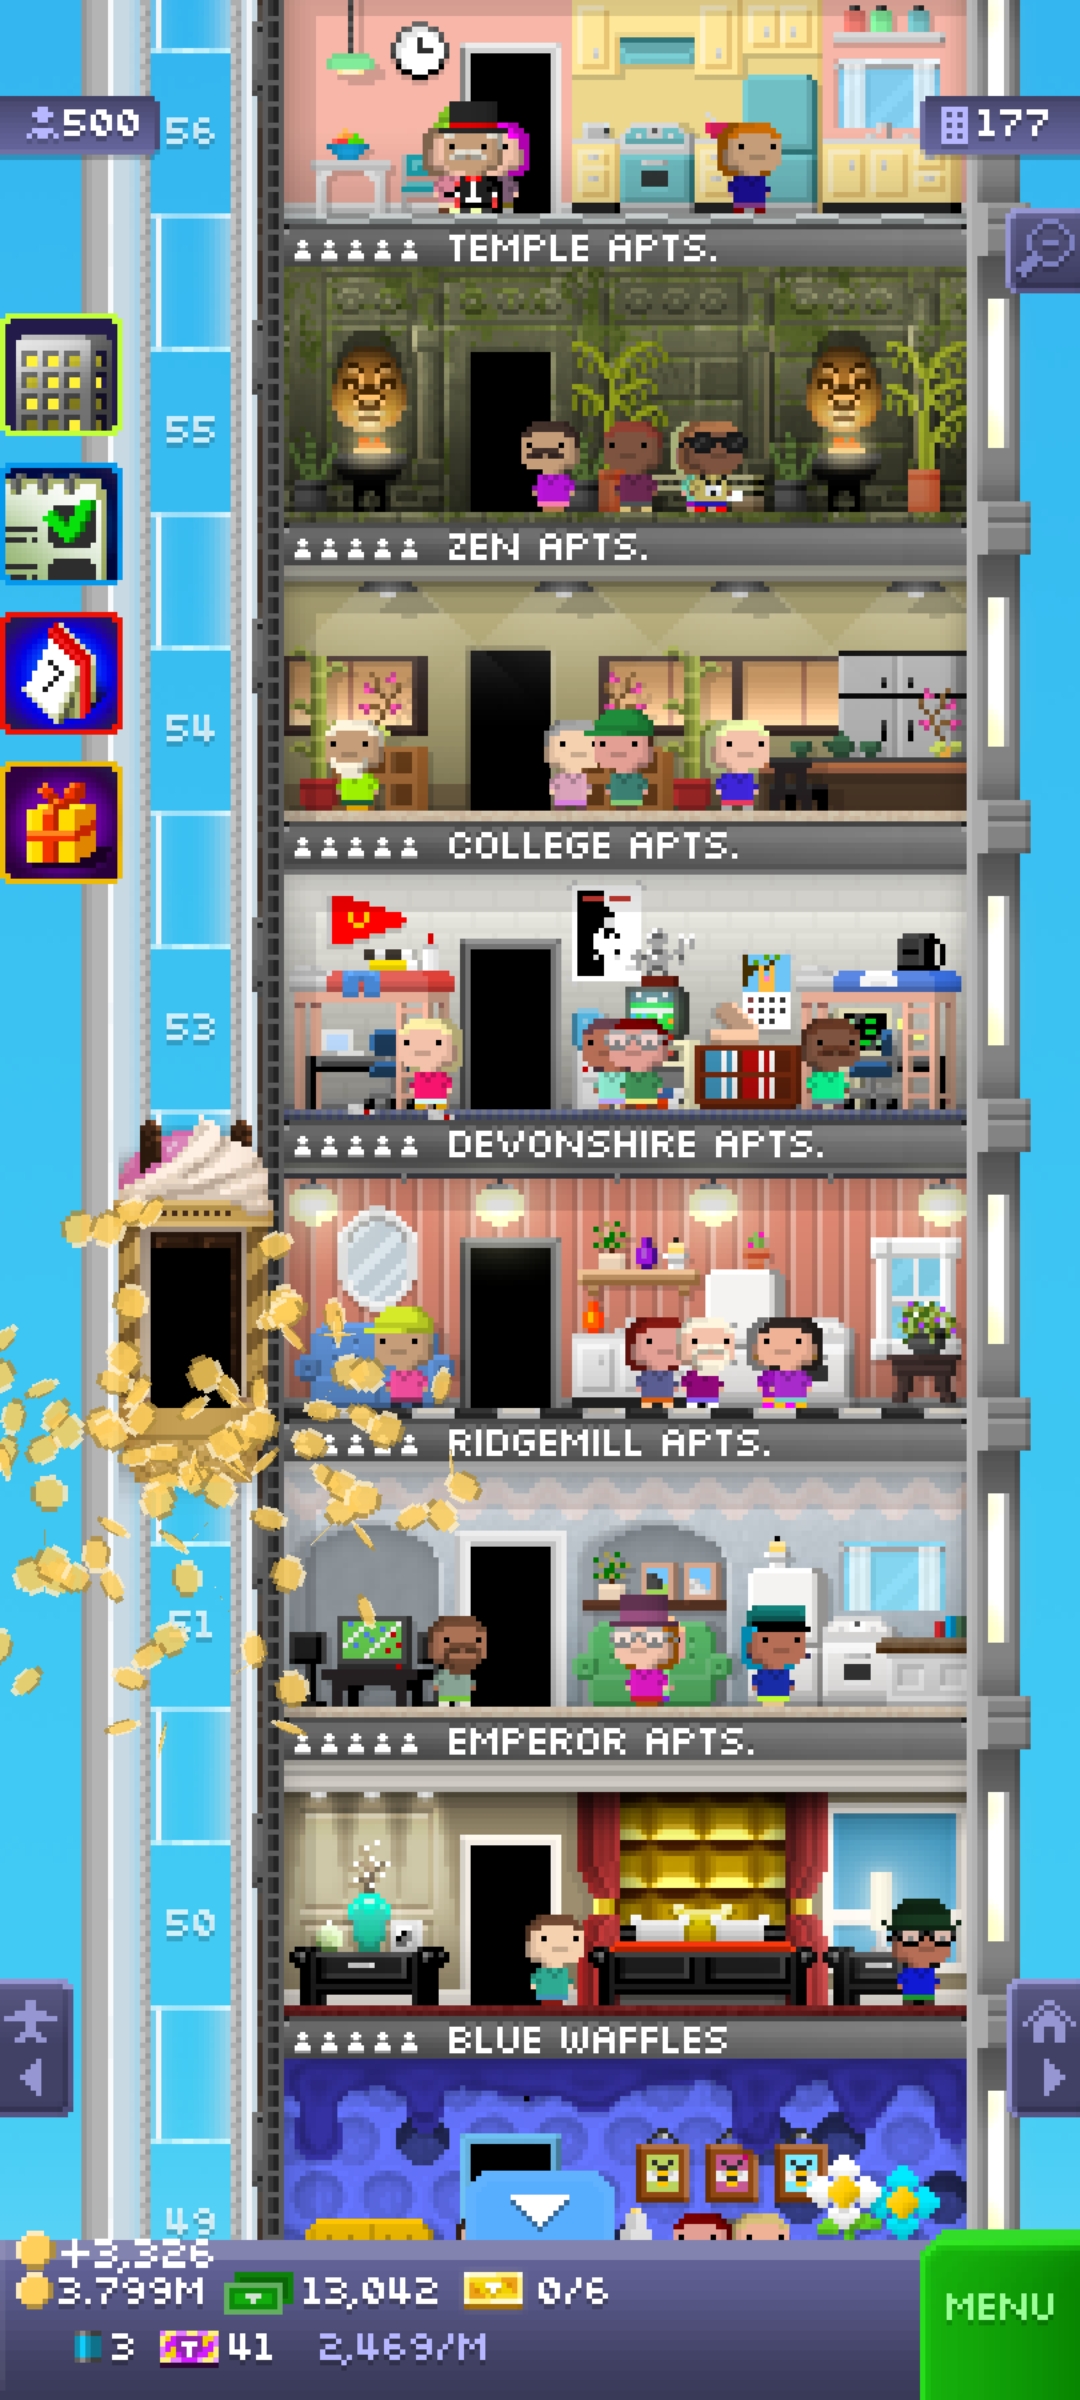 500
56
177
TEMPLE APTS.
55
ZEN APTS.
54
COLLEGE APTS.
53
DEVONSHIRE APTS.
RIDGEMILL APTS.
51
EMPEROR APTS.
50
BLUE WAFFLES
49
+3,326
3.799M
13,042
0/6
MENU
3
41
2,469/M